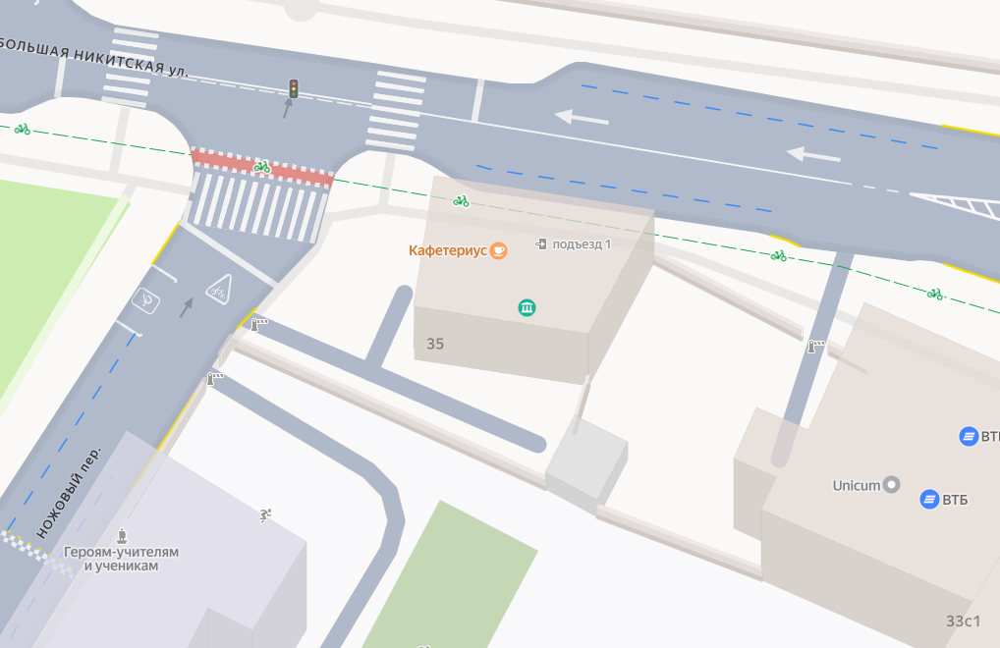 БОЛЬШАЯ НИКИТСКАЯ ул.
Кафетериус
подъезд 1
35
ВТБ
Unicum
ВТБ
НОЖОВЫЙ пер.
Героям-учителям
и ученикам
33с1